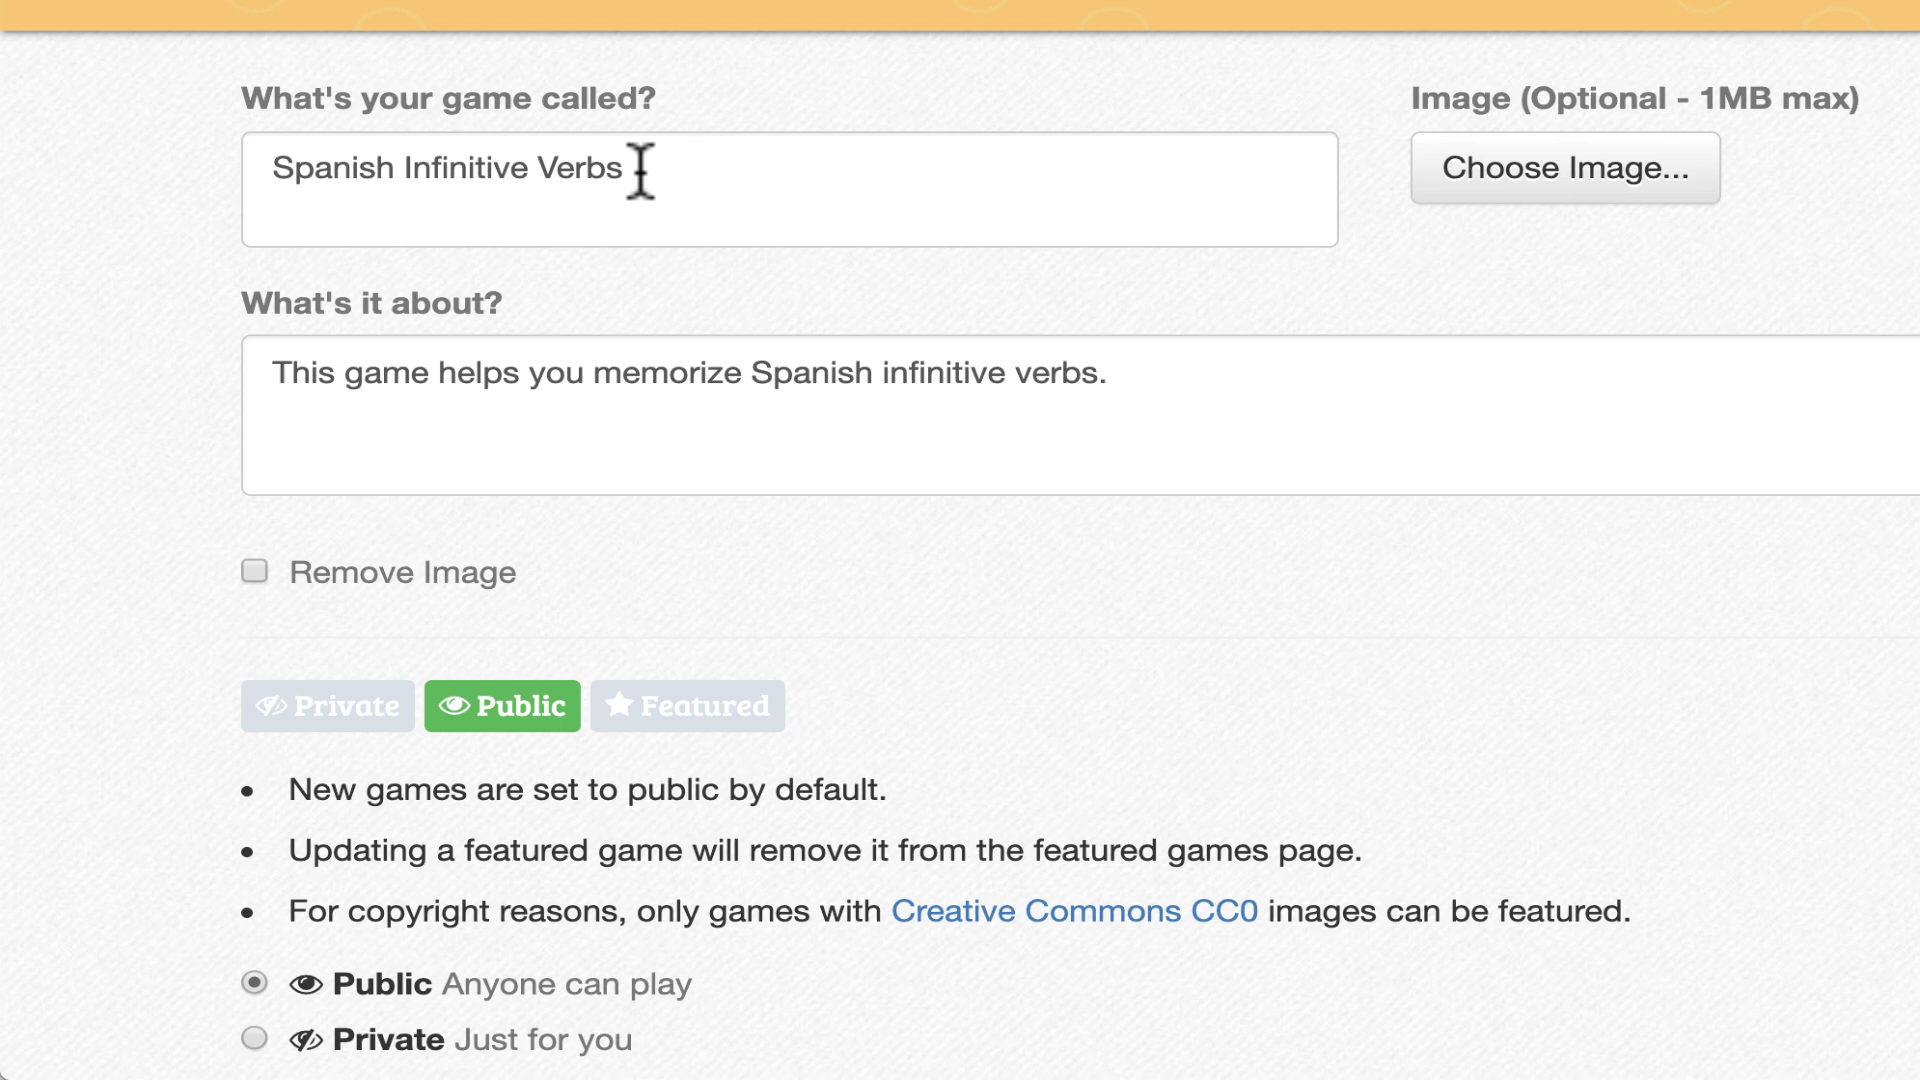 What's your game called?
Image (Optional - 1MB max)
Spanish Infinitive Verbs
Choose Image...
What's it about?
This game helps you memorize Spanish infinitive verbs.
Remove Image
Private Public Featured
New games are set to public by default.
Updating a featured game will remove it from the featured games page.
For copyright reasons, only games with Creative Commons CC0 images can be featured.
Public Anyone can play
Private Just for you